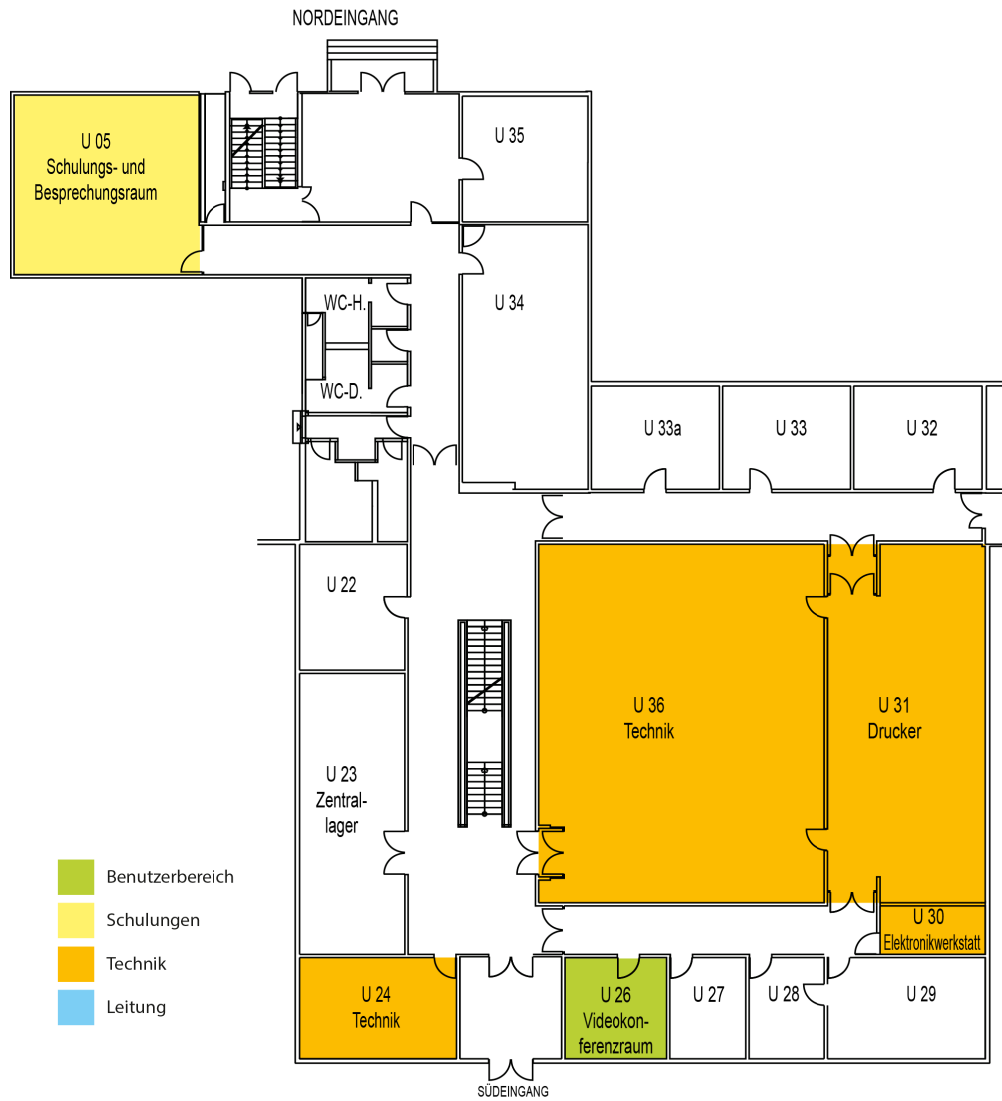 NORDEINGANG
U 05
Schulungs- und
Besprechungsraum
U 35
U 34
WC-H.
WC-D.
U 33a
U 33
U 32
U 22
U 36
Technik
U 31
Drucker
U 23
Zentral-
lager
U 30
Elektronikwerkstatt
U 24
Technik
U 26
Videokon-
ferenzraum
U 27
U 28
U 29
SÜDEINGANG
Benutzerbereich
Schulungen
Technik
Leitung